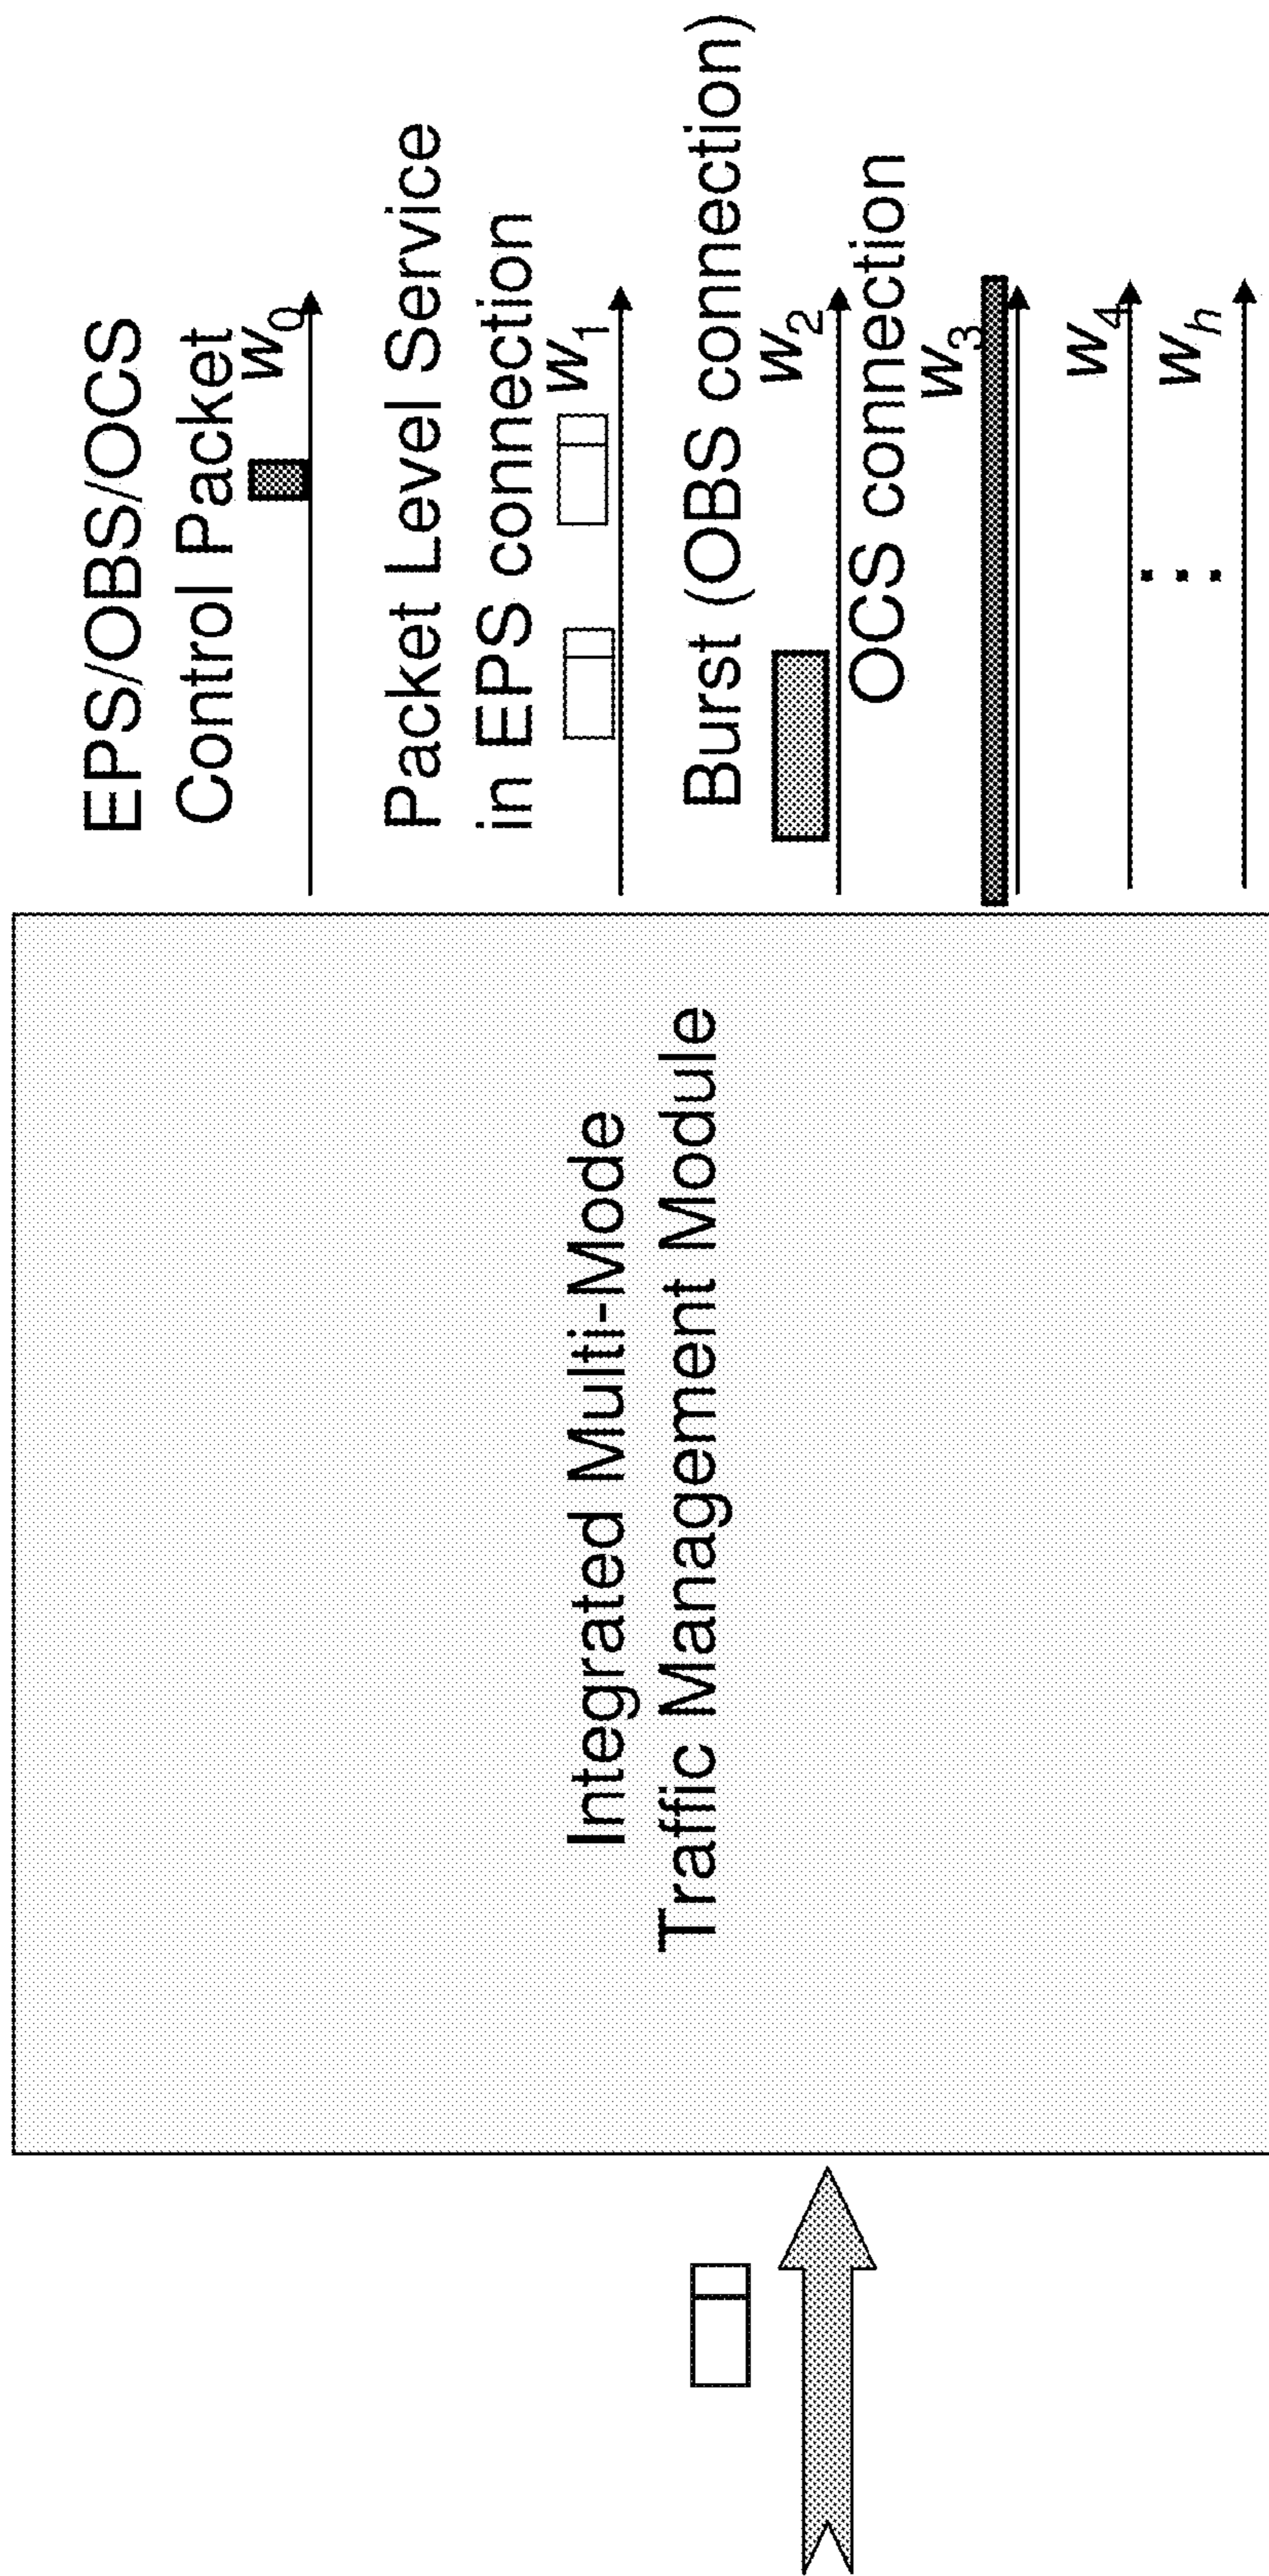 Integrated Multi-Mode
Traffic Management Module
EPS/OBS/OCS
Control Packet
w0
Packet Level Service
in EPS connection
w1
Burst (OBS connection)
w2
OCS connection
w3
w4
wh